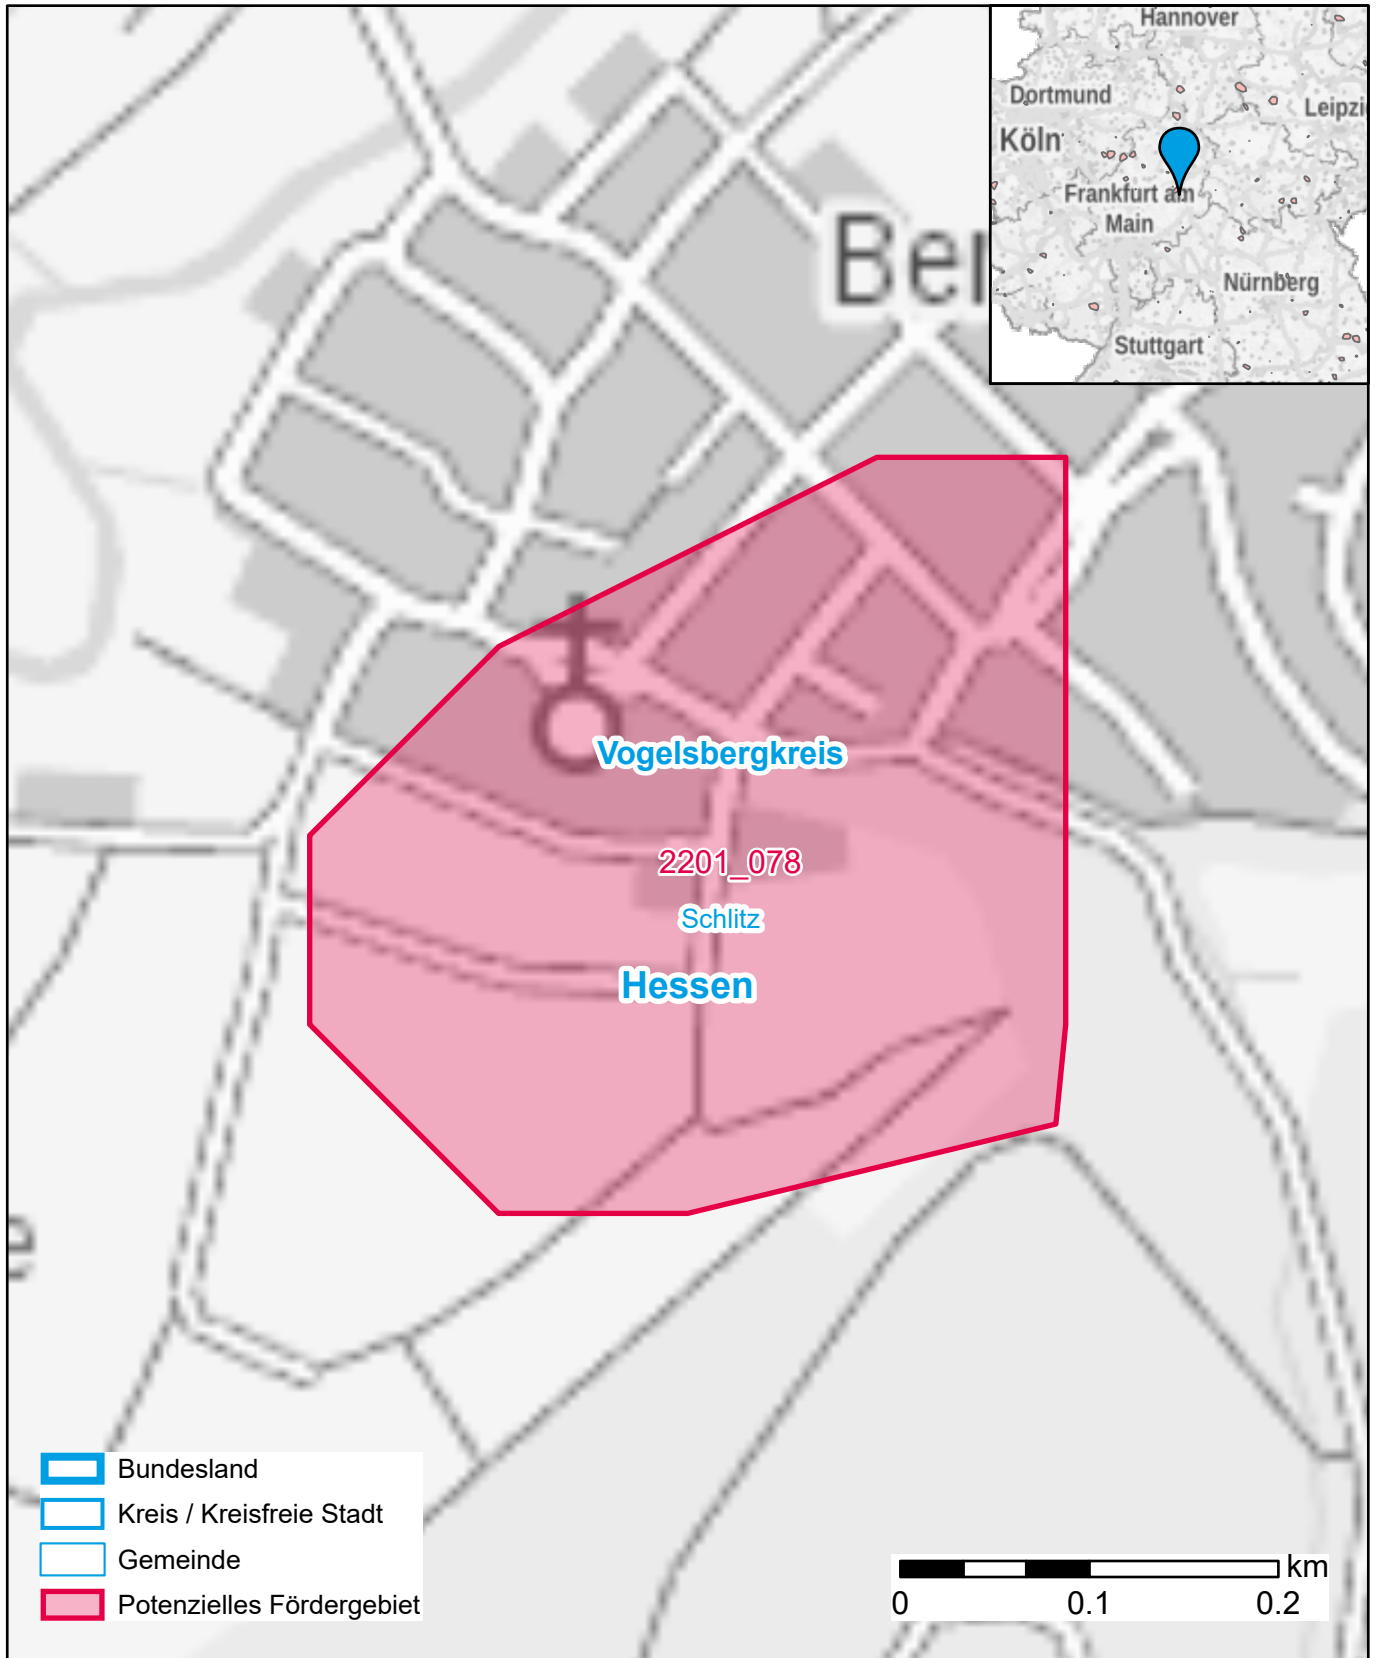 Hannover
Dortmund
Leipzi
Köln
Frankfurt am
Main
Nürnberg
Stuttgart
Ber
Vogelsbergkreis
2201_078
Schlitz
Hessen
e
Bundesland
Kreis / Kreisfreie Stadt
Gemeinde
Potenzielles Fördergebiet
km
0 0.1 0.2